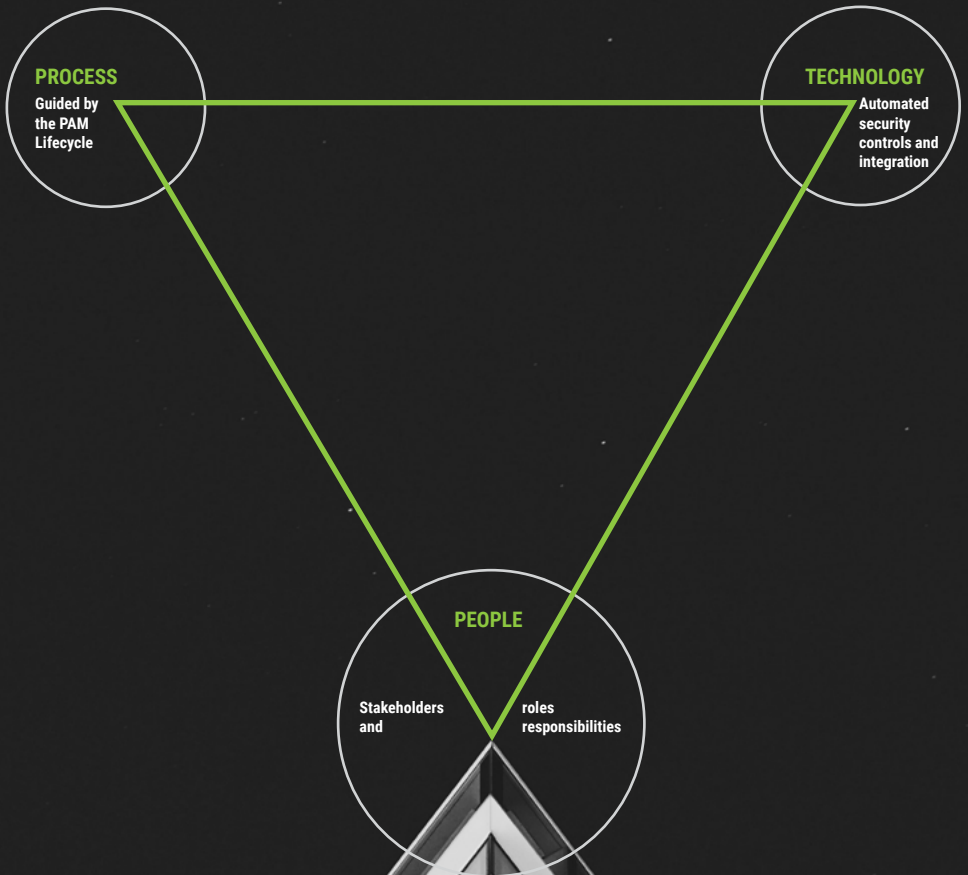 PROCESS
Guided by
the PAM
Lifecycle
TECHNOLOGY
Automated
security
controls and
integration
PEOPLE
Stakeholders roles
and responsibilities